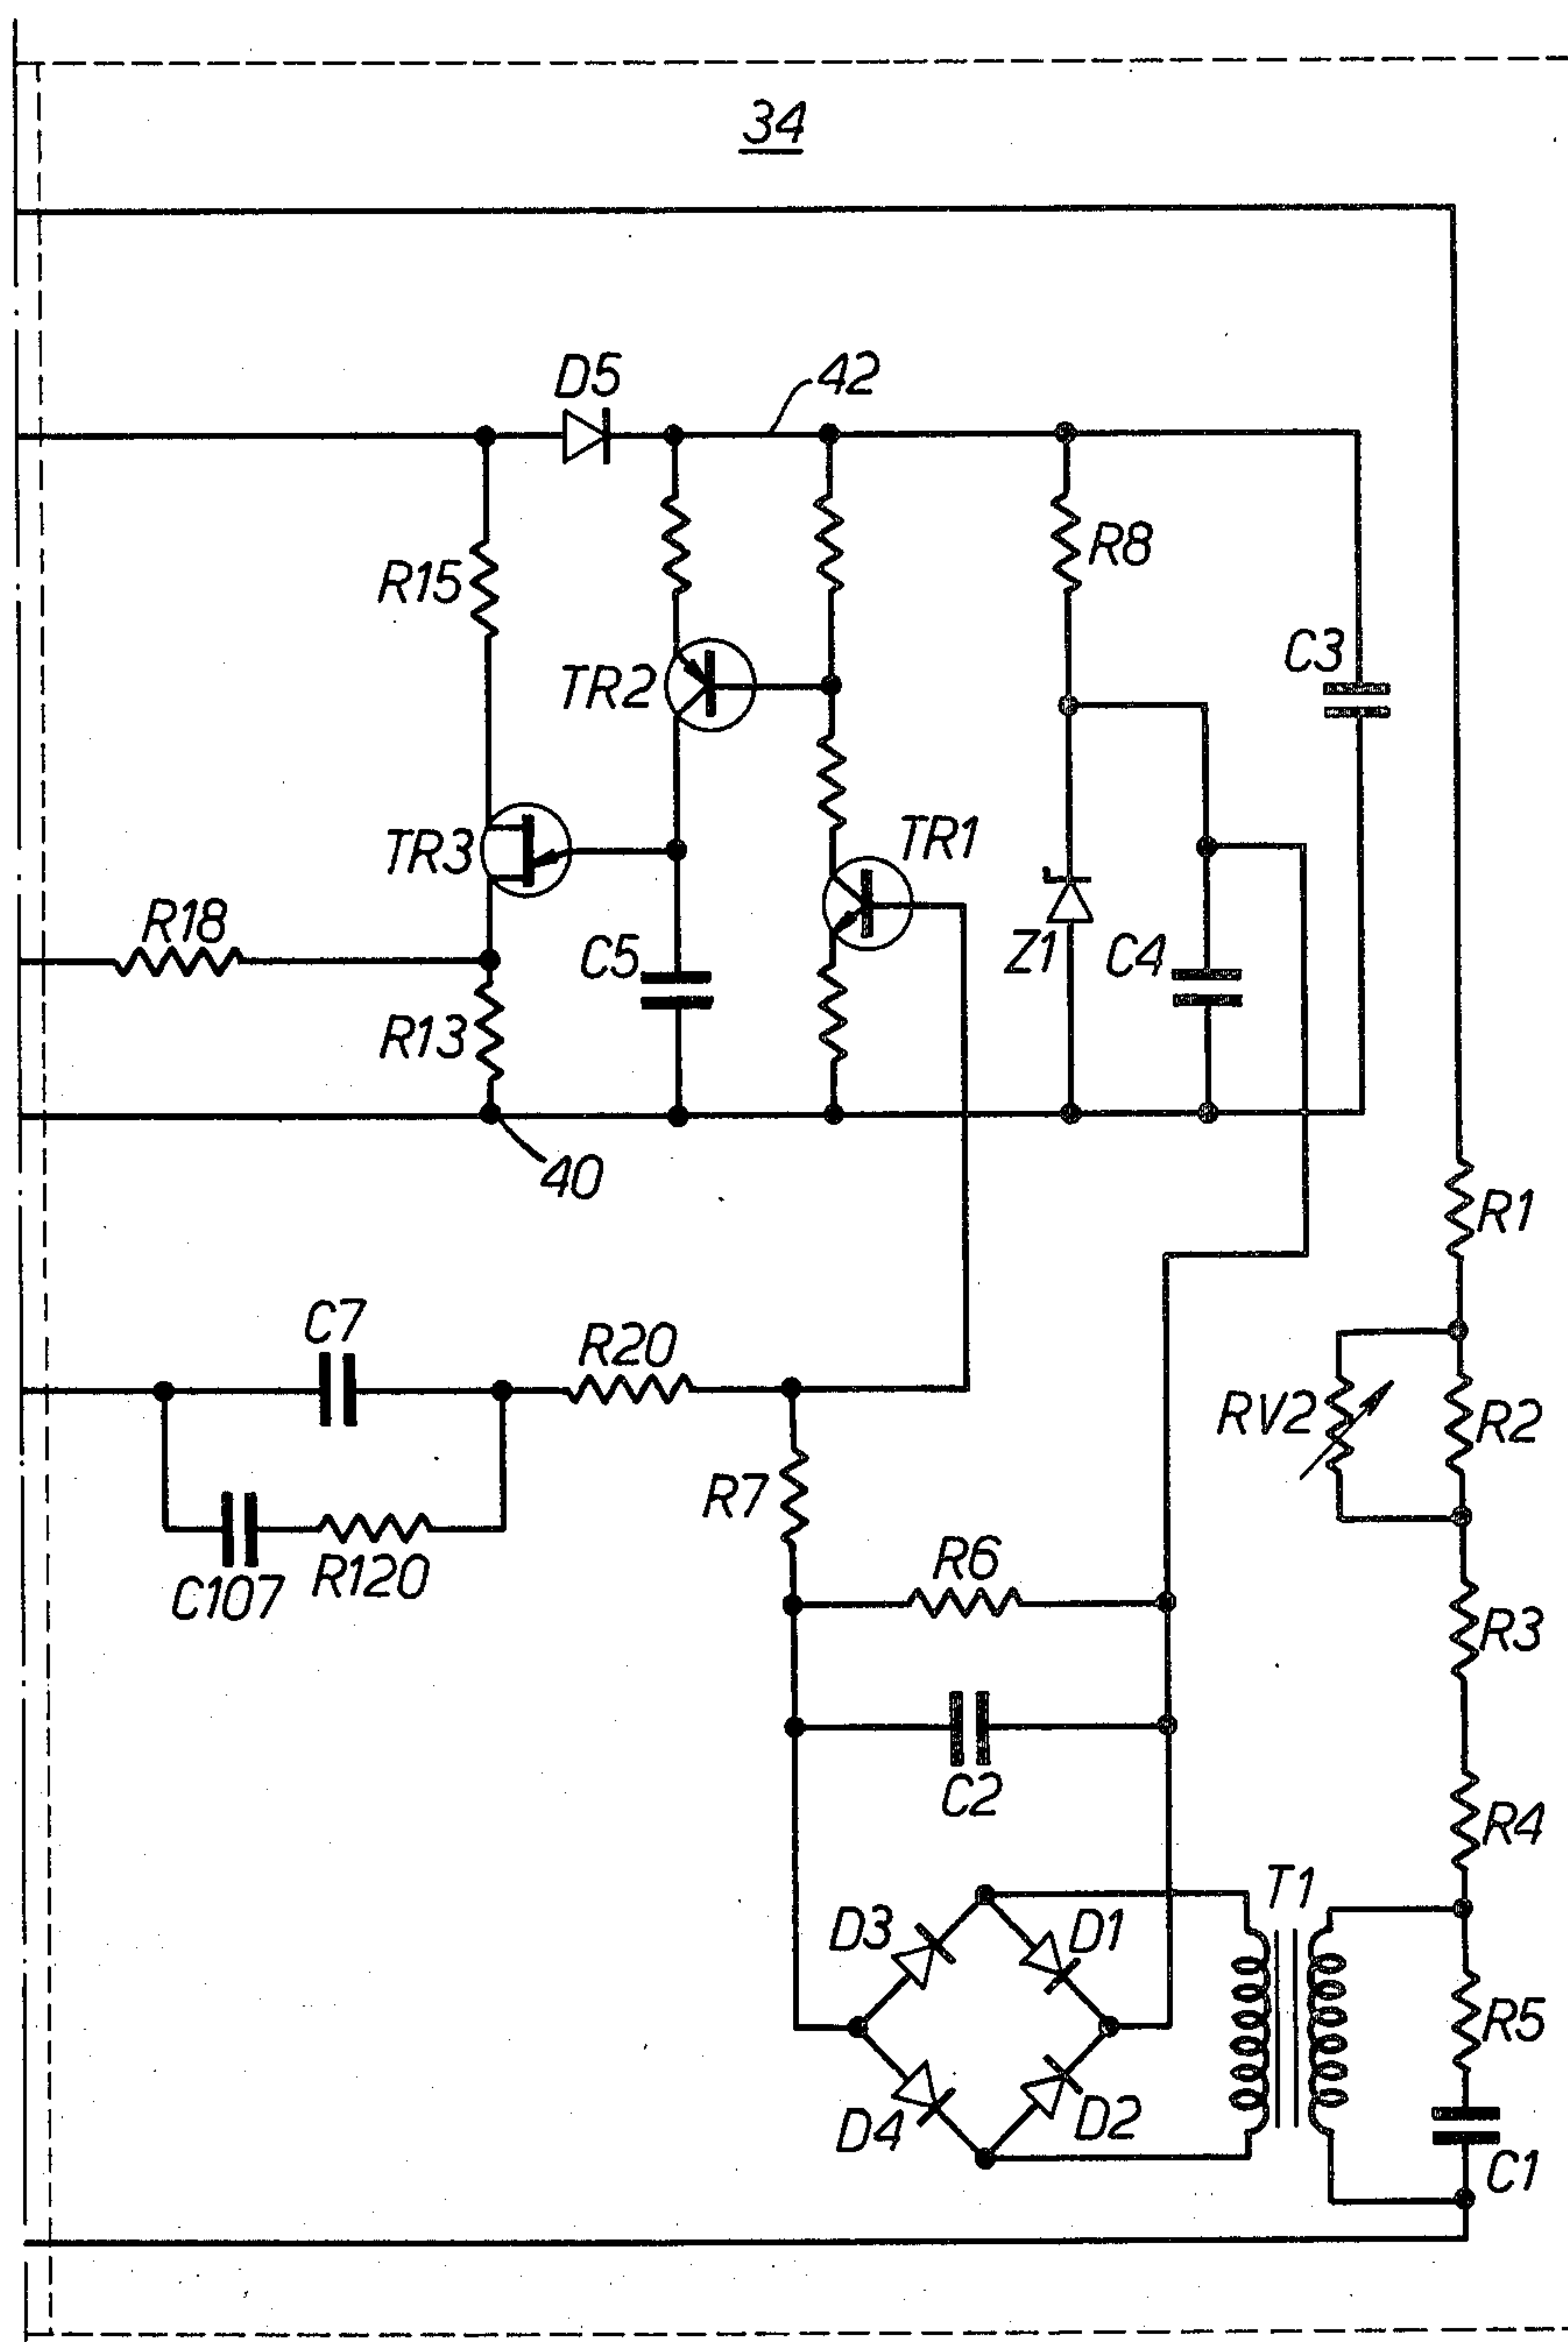 34
D5
42
R15
R8
C3
TR2
TR3
TR1
R18
C5
Z1
C4
R13
40
R1
C7
R20
RV2
R2
R7
R6
C107
R120
R3
C2
R4
T1
D3
D1
R5
D4
D2
C1